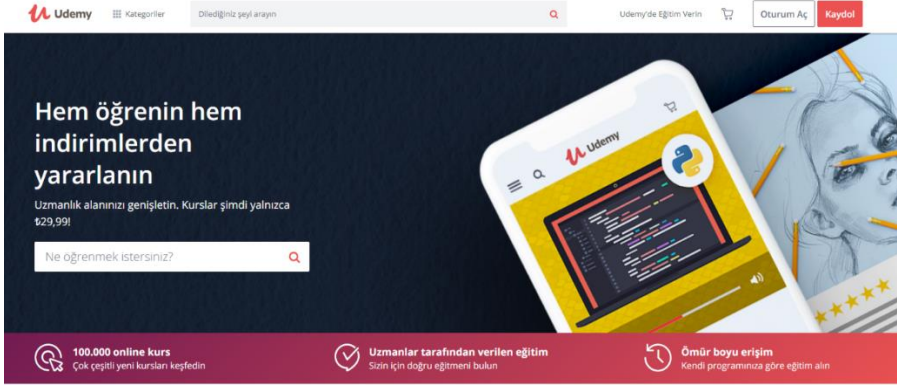 Udemy
Kategoriler
Dilediğiniz şeyi arayın
Udemy'de Eğitim Verin
Oturum Aç
Kaydol
Hem öğrenin hem
indirimlerden
yararlanın
Uzmanlık alanınızı genişletin. Kurslar şimdi yalnızca
₺29,99!
Ne öğrenmek istersiniz?
Udemy
100.000 online kurs
Çok çeşitli yeni kursları keşfedin
Uzmanlar tarafından verilen eğitim
Sizin için doğru eğitmeni bulun
Ömür boyu erişim
Kendi programınıza göre eğitim alın